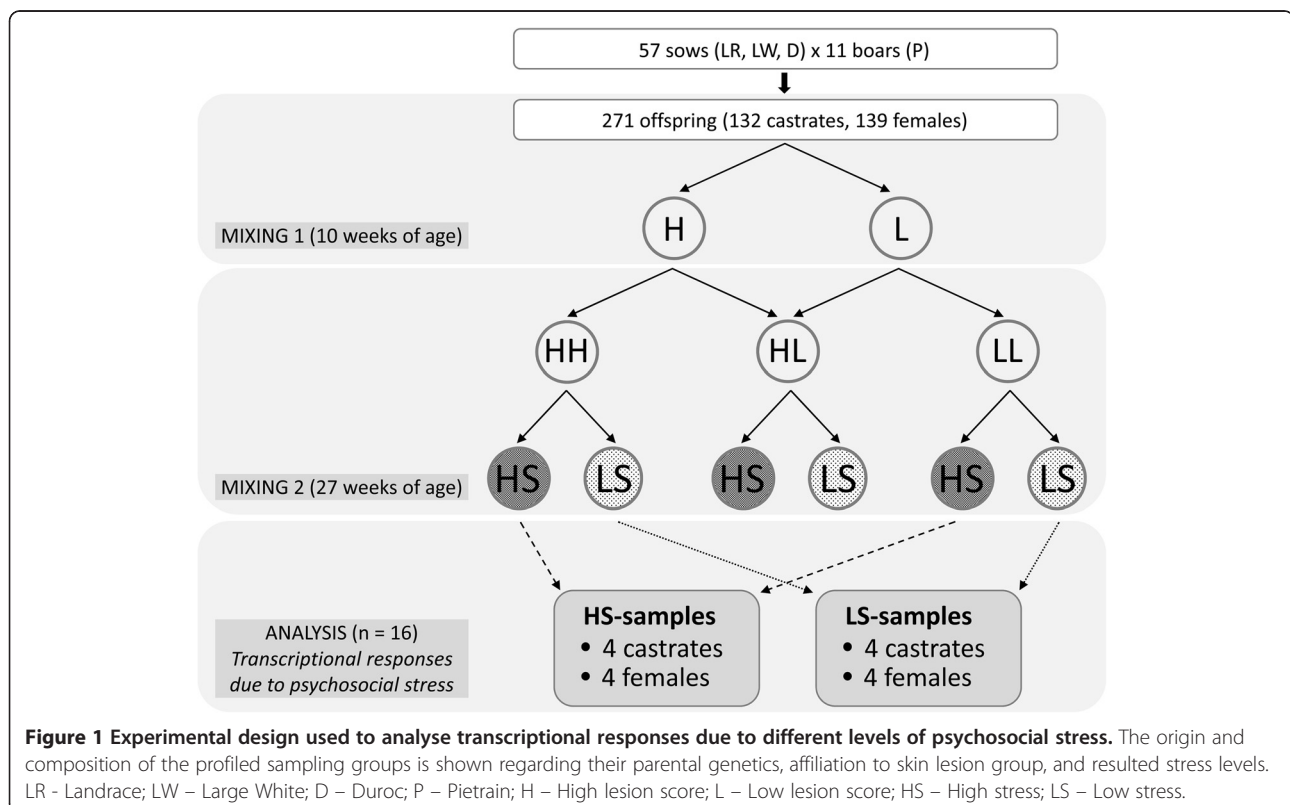 57 sows (LR, LW, D) x 11 boars (P)
271 offspring (132 castrates, 139 females)
H
L
MIXING 1 (10 weeks of age)
HH
HL
LL
HS
LS
HS
LS
HS
LS
MIXING 2 (27 weeks of age)
ANALYSIS (n = 16)
Transcriptional responses
due to psychosocial stress
HS-samples
• 4 castrates
• 4 females
LS-samples
• 4 castrates
• 4 females
Figure 1 Experimental design used to analyse transcriptional responses due to different levels of psychosocial stress. The origin and
composition of the profiled sampling groups is shown regarding their parental genetics, affiliation to skin lesion group, and resulted stress levels.
LR - Landrace; LW – Large White; D – Duroc; P – Pietrain; H – High lesion score; L – Low lesion score; HS – High stress; LS – Low stress.